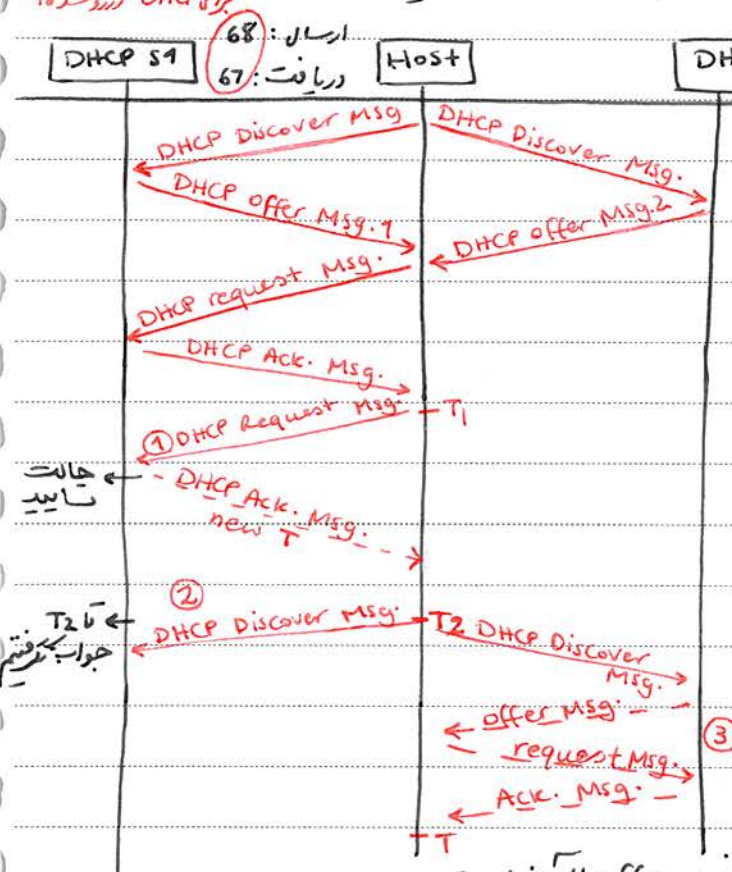 ارسال : 68
دریافت : 67
DHCP S1
Host
DH
DHCP Discover Msg
DHCP Discover Msg.
DHCP offer Msg.1
DHCP offer Msg.2
DHCP request Msg.
DHCP Ack. Msg.
T1
① DHCP Request Msg.
حالت
تایید
DHCP Ack. Msg.
new T
②
تا T2
جواب نگرفتیم
DHCP Discover Msg.
T2
DHCP Discover
Msg.
offer Msg.
③
request Msg.
Ack. Msg.
T